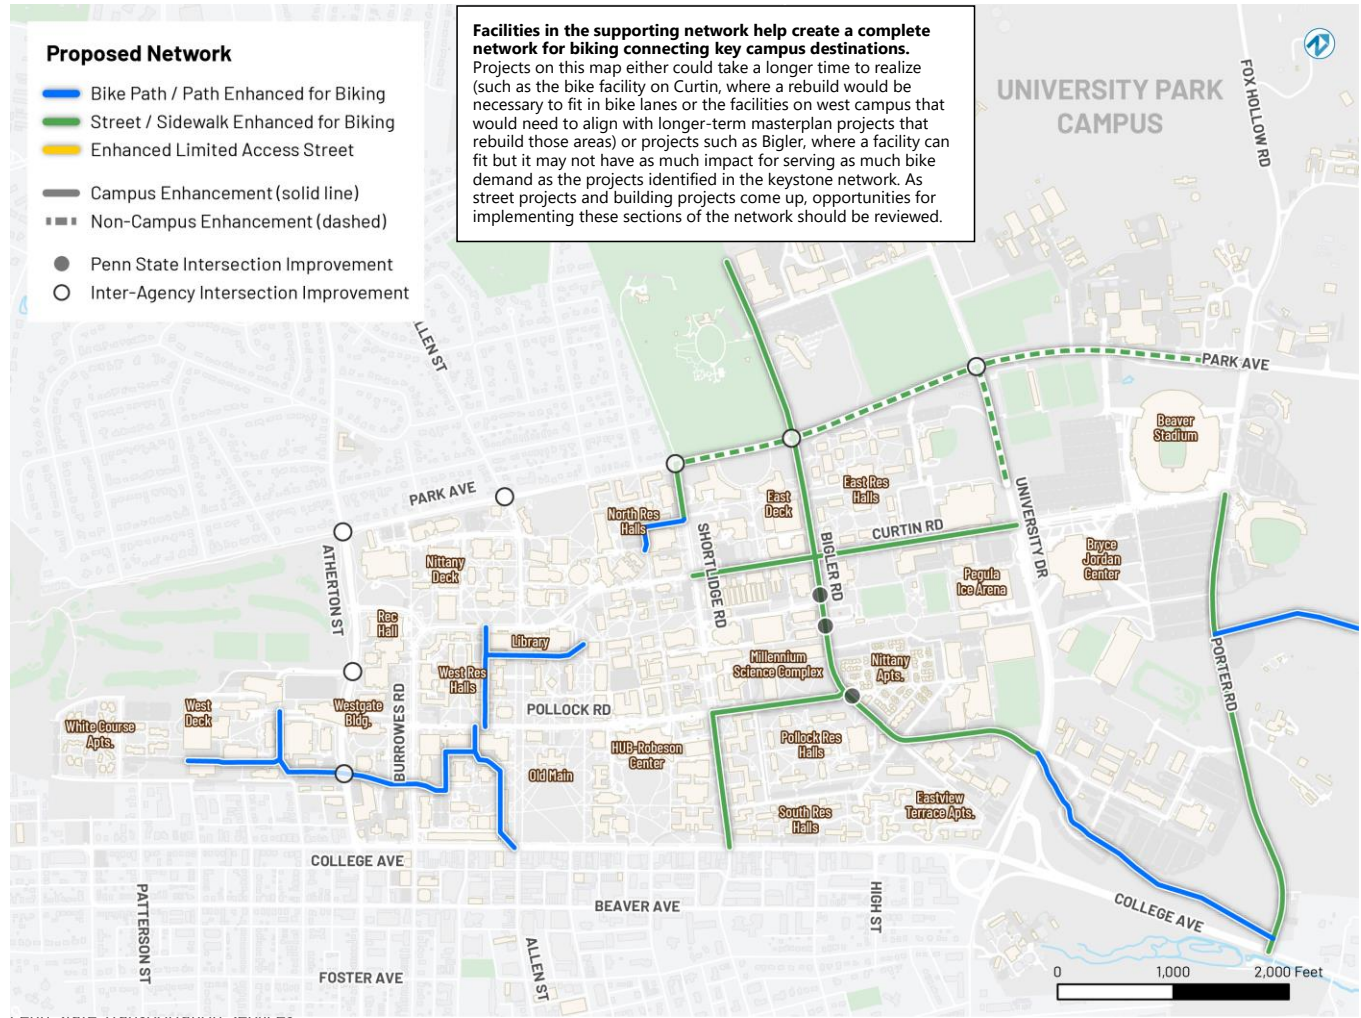 Facilities in the supporting network help create a complete
network for biking connecting key campus destinations.
Projects on this map either could take a longer time to realize
(such as the bike facility on Curtin, where a rebuild would be
necessary to fit in bike lanes or the facilities on west campus that
would need to align with longer-term masterplan projects that
rebuild those areas) or projects such as Bigler, where a facility can
fit but it may not have as much impact for serving as much bike
demand as the projects identified in the keystone network. As
street projects and building projects come up, opportunities for
implementing these sections of the network should be reviewed.
Proposed Network
Bike Path / Path Enhanced for Biking
Street / Sidewalk Enhanced for Biking
Enhanced Limited Access Street
Campus Enhancement (solid line)
Non-Campus Enhancement (dashed)
Penn State Intersection Improvement
Inter-Agency Intersection Improvement
UNIVERSITY PARK
CAMPUS
FOX HOLLOW RD
LLEN ST
PARK AVE
Beaver
Stadium
PARK AVE
North Res
Halls
East
Deck
East Res
Halls
CURTIN RD
UNIVERSITY DR
SHORTLIDGE RD
BIGLER RD
Bryce
Jordan
Center
Pegula
Ice Arena
ATHERTON ST
Nittany
Deck
Rec
Hall
Library
West Res
Halls
Millennium
Science Complex
Nittany
Apts.
PORTER RD
White Course
Apts.
West
Deck
Westgate
Bldg.
BURROWES RD
POLLOCK RD
HUB-Robeson
Center
Pollock Res
Halls
Old Main
South Res
Halls
Eastview
Terrace Apts.
COLLEGE AVE
PATTERSON ST
BEAVER AVE
HIGH ST
COLLEGE AVE
FOSTER AVE
ALLEN ST
0 1,000 2,000 Feet